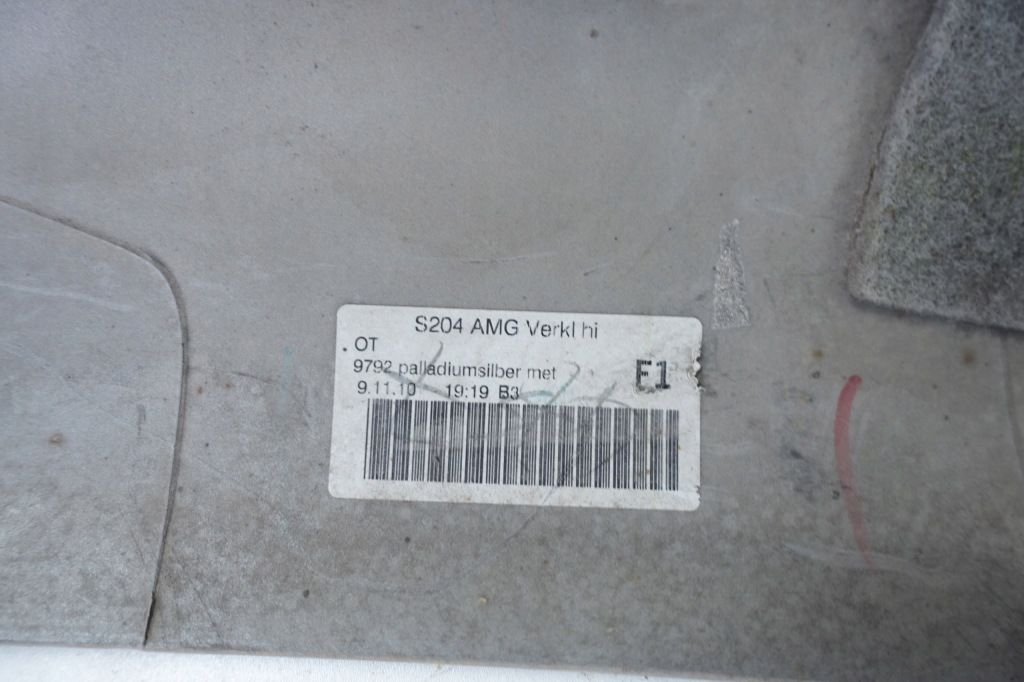 S204 AMG Verkl hi
OT
9792 palladiumsilber met
F1
9.11.10 19:19 B3